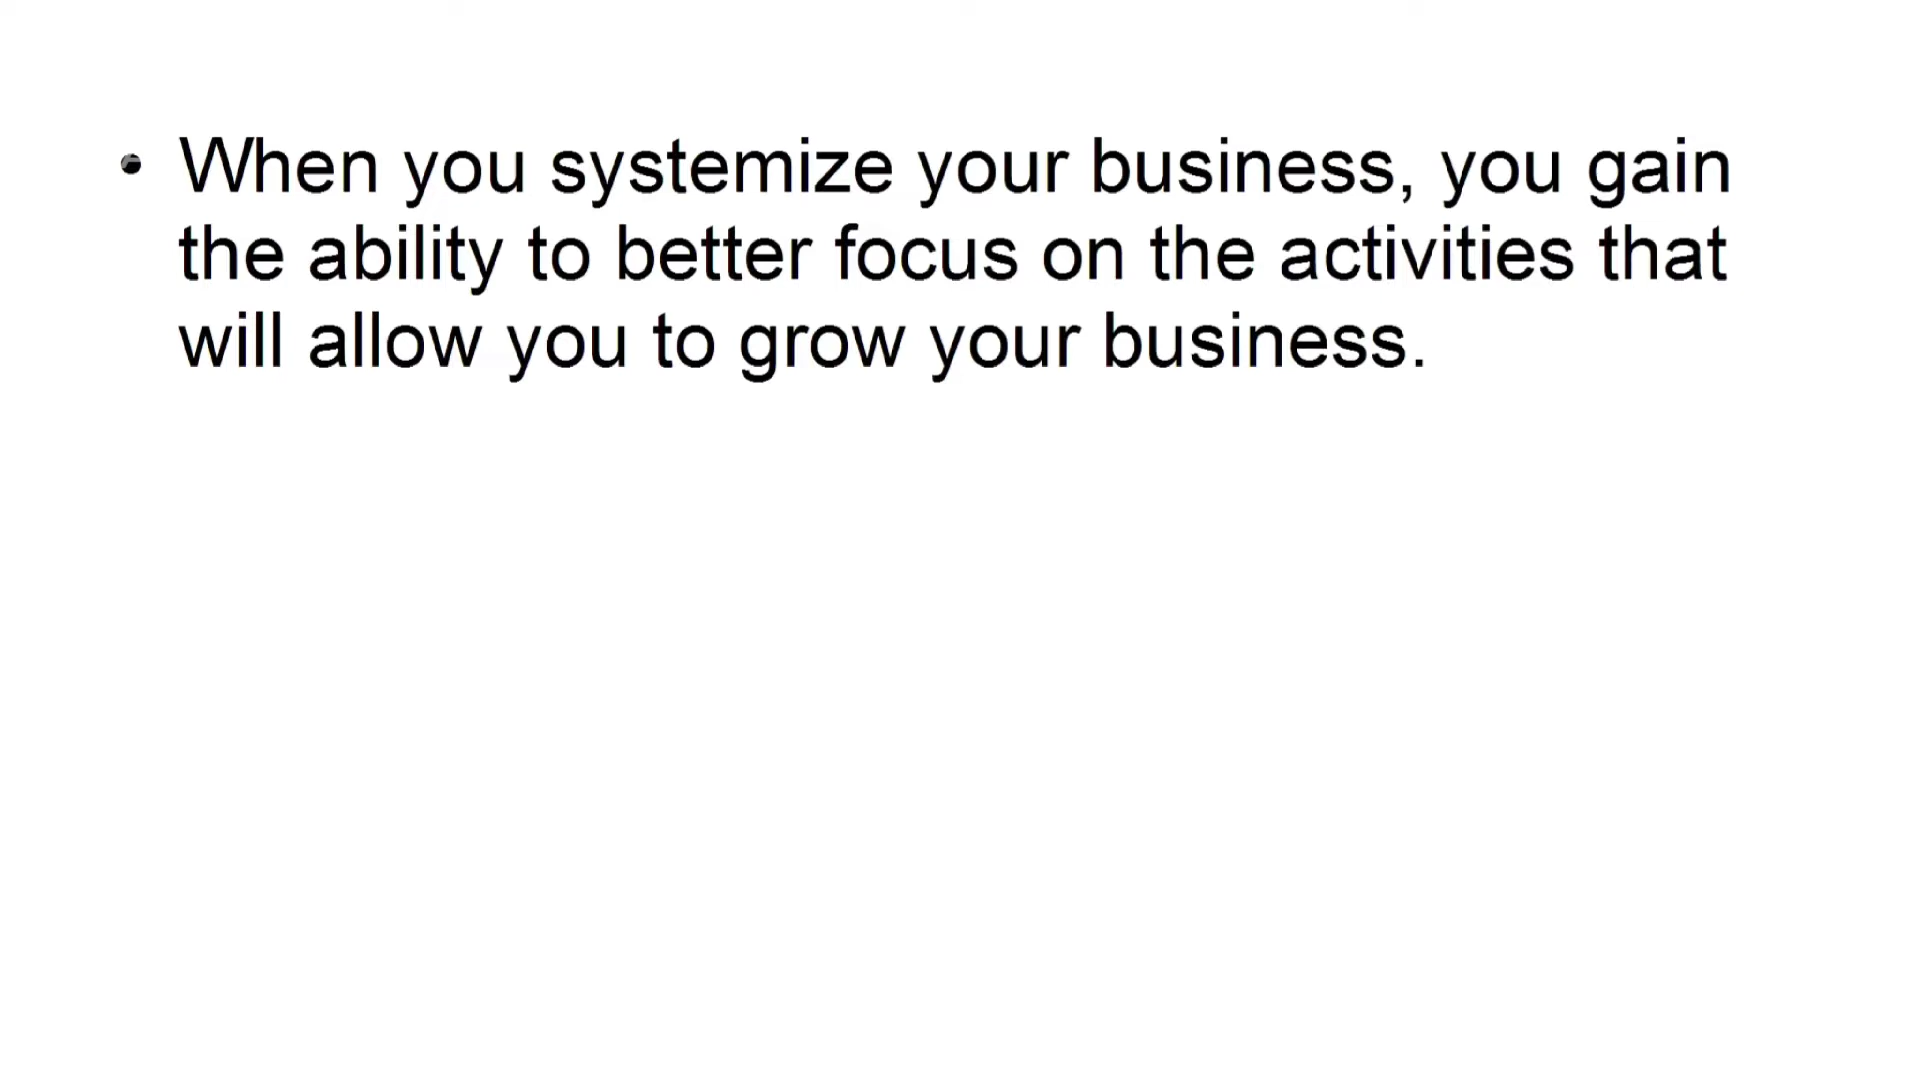 • When you systemize your business, you gain
the ability to better focus on the activities that
will allow you to grow your business.